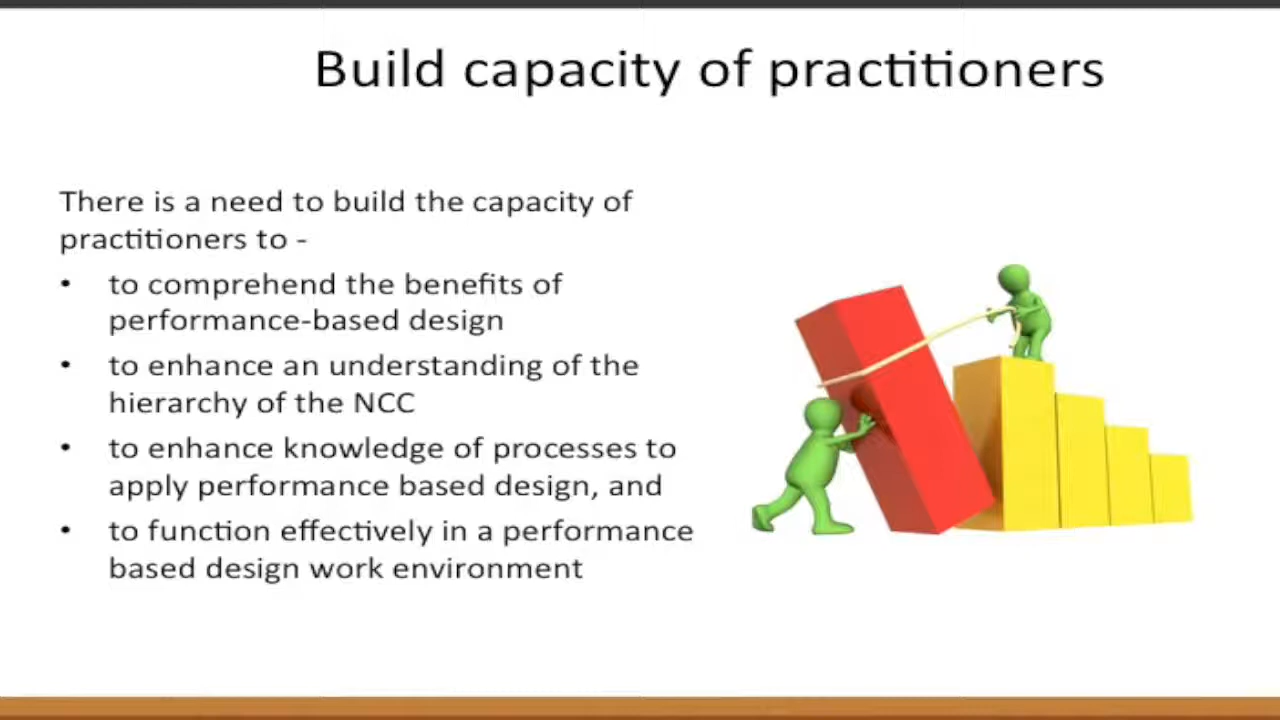 Build capacity of practitioners
There is a need to build the capacity of
practitioners to -
• to comprehend the benefits of
performance-based design
• to enhance an understanding of the
hierarchy of the NCC
• to enhance knowledge of processes to
apply performance based design, and
• to function effectively in a performance
based design work environment